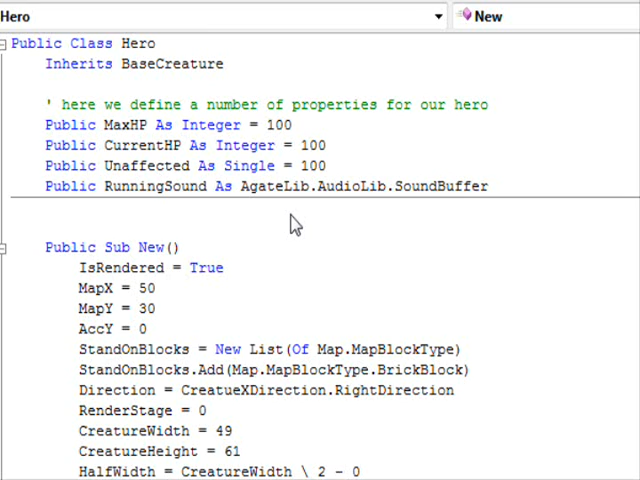 Hero New
Public Class Hero
Inherits BaseCreature
' here we define a number of properties for our hero
Public MaxHP As Integer = 100
Public CurrentHP As Integer = 100
Public Unaffected As Single = 100
Public RunningSound As AgateLib.AudioLib.SoundBuffer
Public Sub New()
IsRendered = True
MapX = 50
MapY = 30
AccY = 0
StandOnBlocks = New List(Of Map.MapBlockType)
StandOnBlocks.Add(Map.MapBlockType.BrickBlock)
Direction = CreatueXDirection.RightDirection
RenderStage = 0
CreatureWidth = 49
CreatureHeight = 61
HalfWidth = CreatureWidth \ 2 - 0